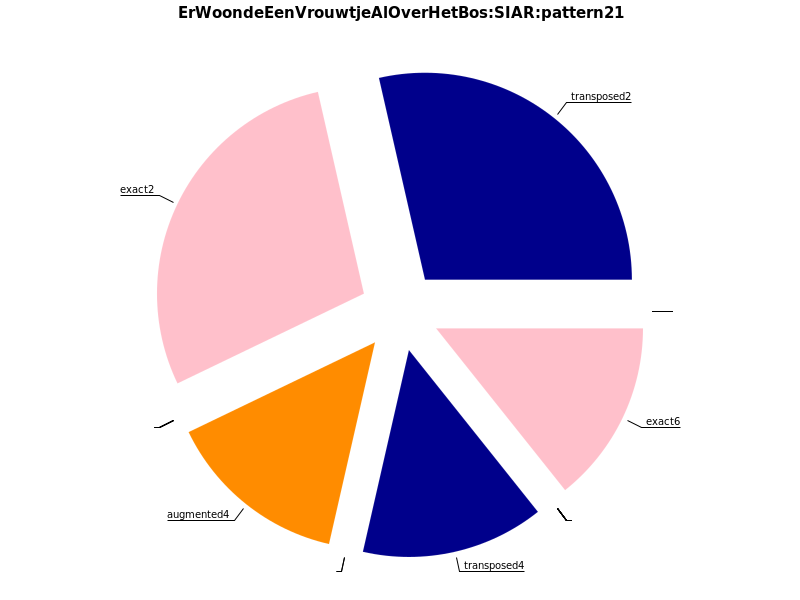 ErWoondeEenVrouwtjeAlOverHetBos:SIAR:pattern21
transposed2
exact2
exact6
augmented4
transposed4